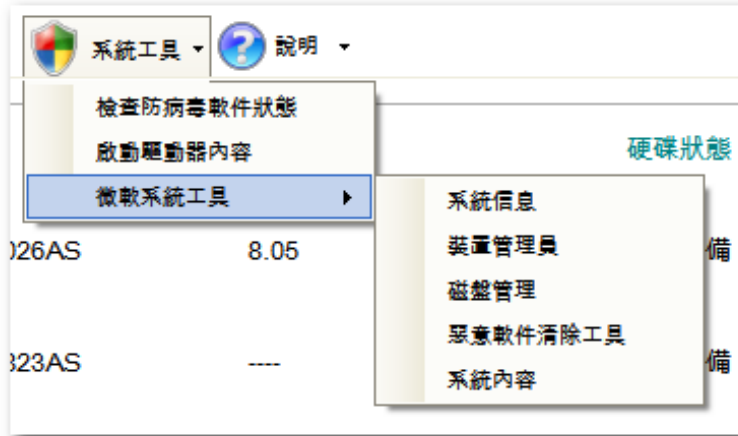 系統工具
說明
檢查防病毒軟件狀態
啟動驅動器內容
硬碟狀態
微軟系統工具
系統信息
026AS
8.05
裝置管理員
備
磁盤管理
惡意軟件清除工具
323AS
----
備
系統內容